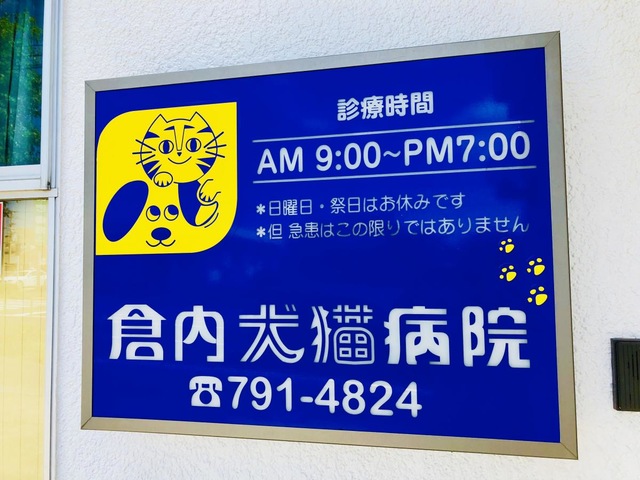 診療時間
AM 9:00~PM7:00
＊日曜日・祭日はお休みです
＊但 急患はこの限りではありません
倉内犬猫病院
☎791-4824